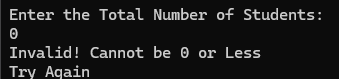 Enter the Total Number of Students:
0
Invalid! Cannot be 0 or Less
Try Again